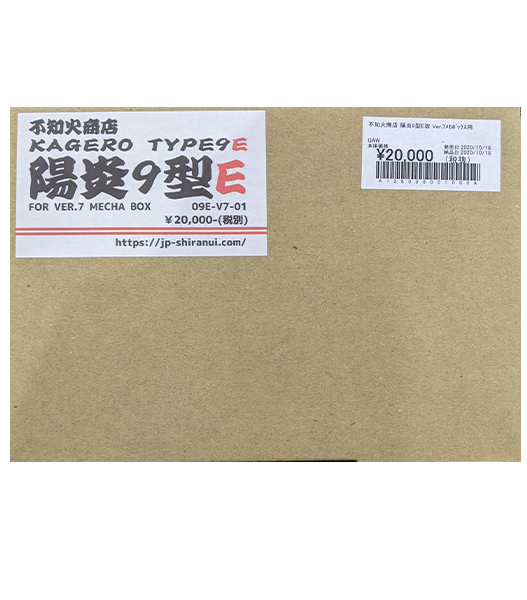 不知火商店
KAGERO TYPE9E
陽炎9型E
FOR VER.7 MECHA BOX 09E-V7-01
￥20,000-(税別)
https://jp-shiranui.com/
不知火商店 陽炎9型E改 Ver.7メカボックス用
GAW
本体価格
発売日 2020/10/18
納品日 2020/10/18
¥20,000 (税抜)
A128000001000A